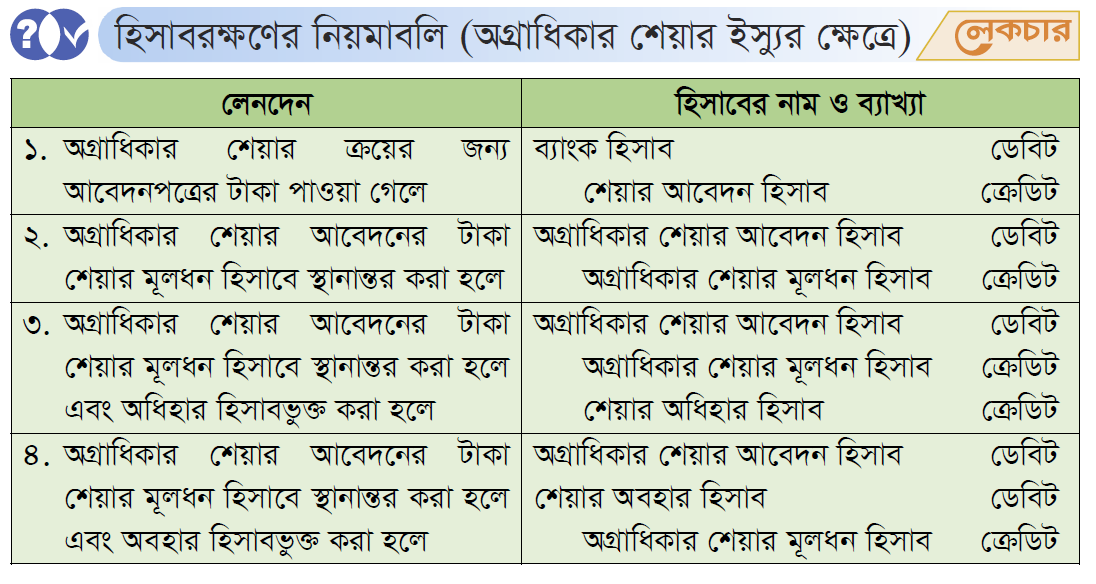 ?
হিসাবরক্ষণের নিয়মাবলি (অগ্রাধিকার শেয়ার ইস্যুর ক্ষেত্রে)
লেকচার
লেনদেন
হিসাবের নাম ও ব্যাখ্যা
১. অগ্রাধিকার শেয়ার ক্রয়ের জন্য
আবেদনপত্রের টাকা পাওয়া গেলে
ব্যাংক হিসাব ডেবিট
শেয়ার আবেদন হিসাব ক্রেডিট
২. অগ্রাধিকার শেয়ার আবেদনের টাকা
শেয়ার মূলধন হিসাবে স্থানান্তর করা হলে
অগ্রাধিকার শেয়ার আবেদন হিসাব ডেবিট
অগ্রাধিকার শেয়ার মূলধন হিসাব ক্রেডিট
৩. অগ্রাধিকার শেয়ার আবেদনের টাকা
শেয়ার মূলধন হিসাবে স্থানান্তর করা হলে
এবং অধিহার হিসাবভুক্ত করা হলে
অগ্রাধিকার শেয়ার আবেদন হিসাব ডেবিট
অগ্রাধিকার শেয়ার মূলধন হিসাব ক্রেডিট
শেয়ার অধিহার হিসাব ক্রেডিট
৪. অগ্রাধিকার শেয়ার আবেদনের টাকা
শেয়ার মূলধন হিসাবে স্থানান্তর করা হলে
এবং অবহার হিসাবভুক্ত করা হলে
অগ্রাধিকার শেয়ার আবেদন হিসাব ডেবিট
শেয়ার অবহার হিসাব ডেবিট
অগ্রাধিকার শেয়ার মূলধন হিসাব ক্রেডিট